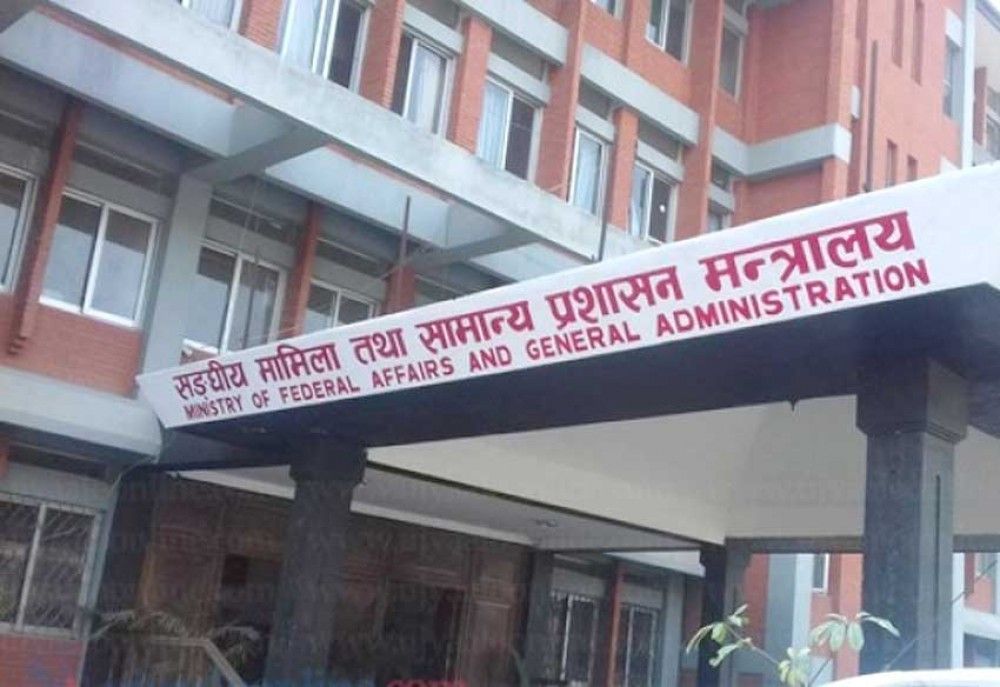 सङ्घीय मामिला तथा सामान्य प्रशासन मन्त्रालय
MINISTRY OF FEDERAL AFFAIRS AND GENERAL ADMINISTRATION